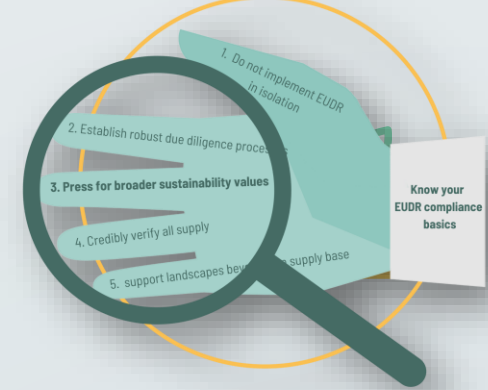 1. Do not implement EUDR
in isolation
2. Establish robust due diligence processes
3. Press for broader sustainability values
4. Credibly verify all supply
5. support landscapes supply base
Know your
EUDR compliance
basics